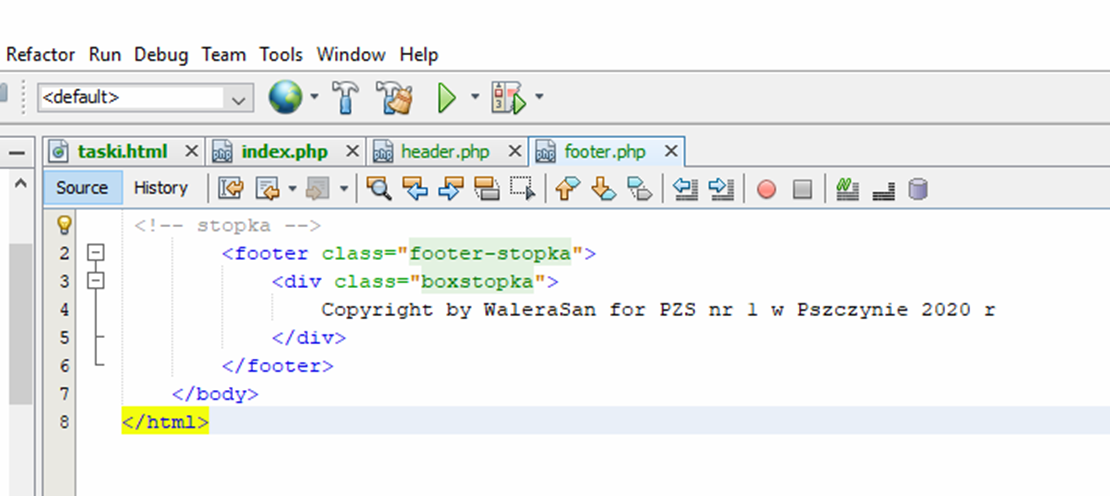 Refactor Run Debug Team Tools Window Help
<default>
taski.html index.php header.php footer.php
Source History
<!-- stopka -->
2 <footer class="footer-stopka">
3 <div class="boxstopka">
4 Copyright by WaleraSan for PZS nr 1 w Pszczynie 2020 r
5 </div>
6 </footer>
7 </body>
8 </html>